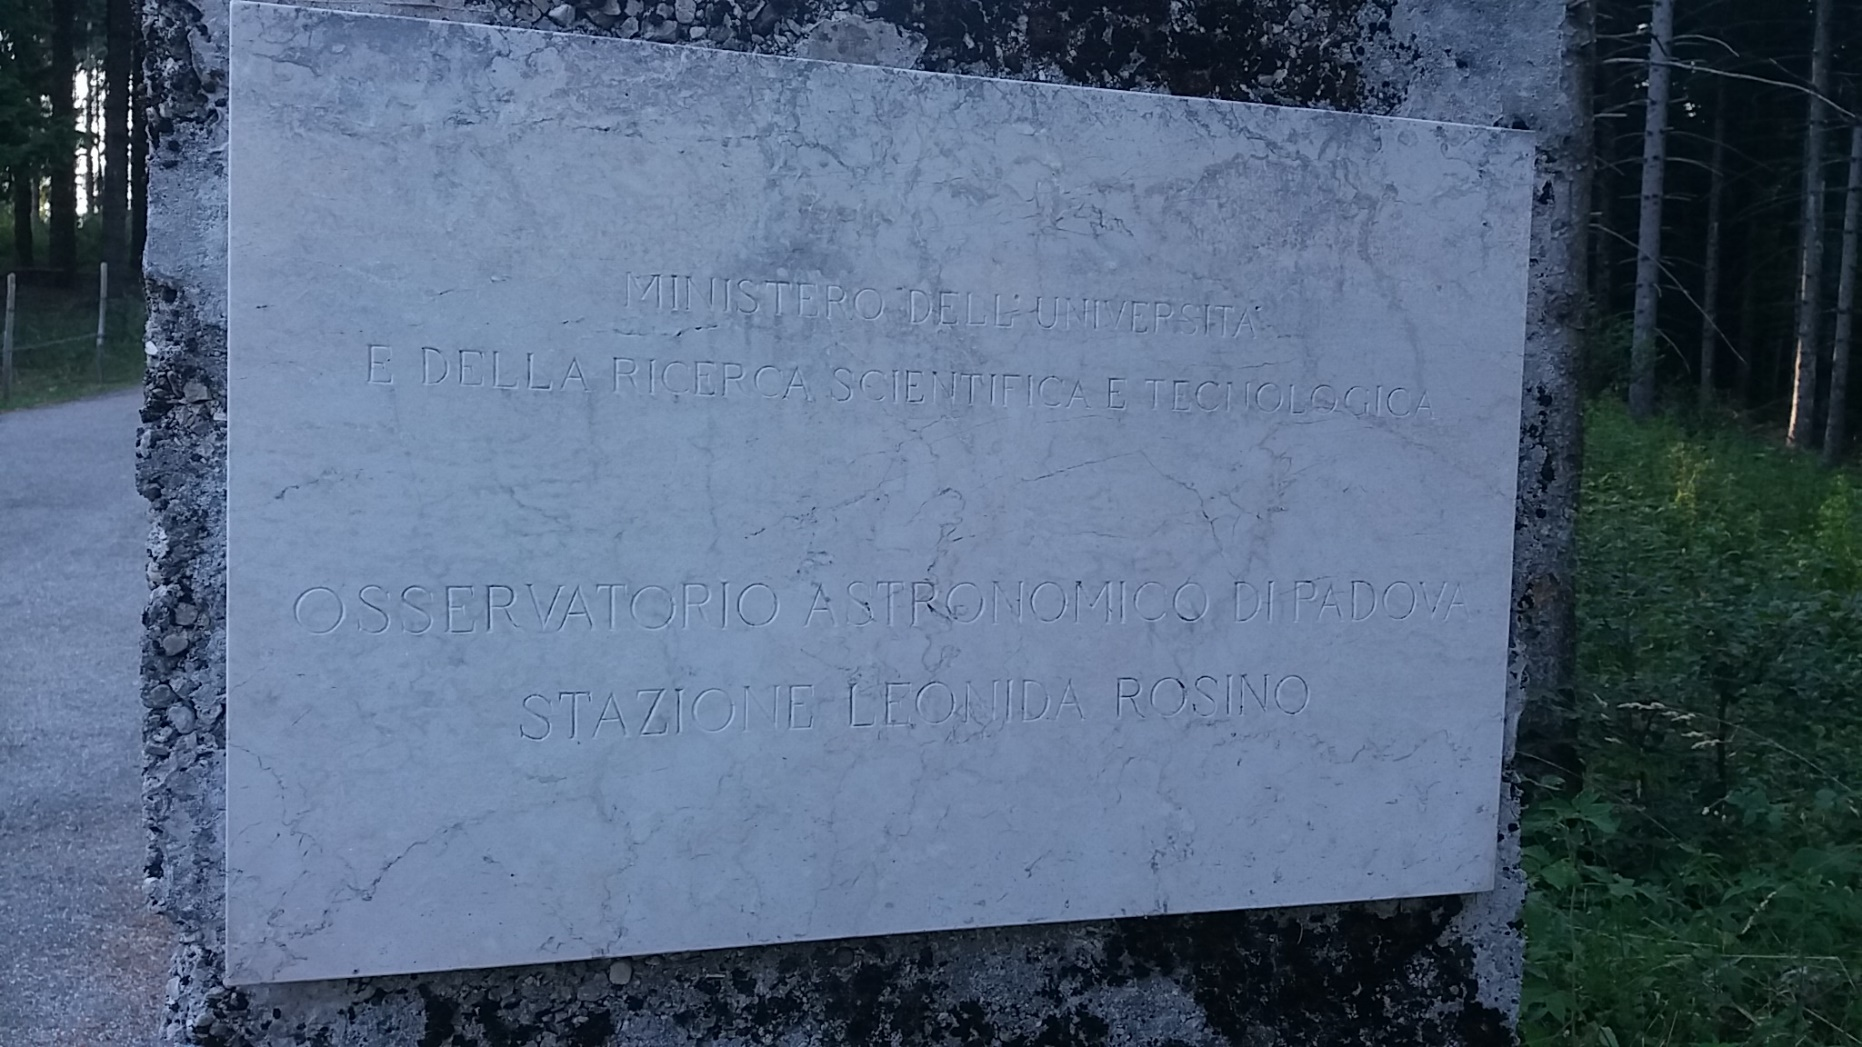 MINISTERO DELL'UNIVERSITA'
E DELLA RICERCA SCIENTIFICA E TECNOLOGICA
OSSERVATORIO ASTRONOMICO DI PADOVA
STAZIONE LEONIDA ROSINO